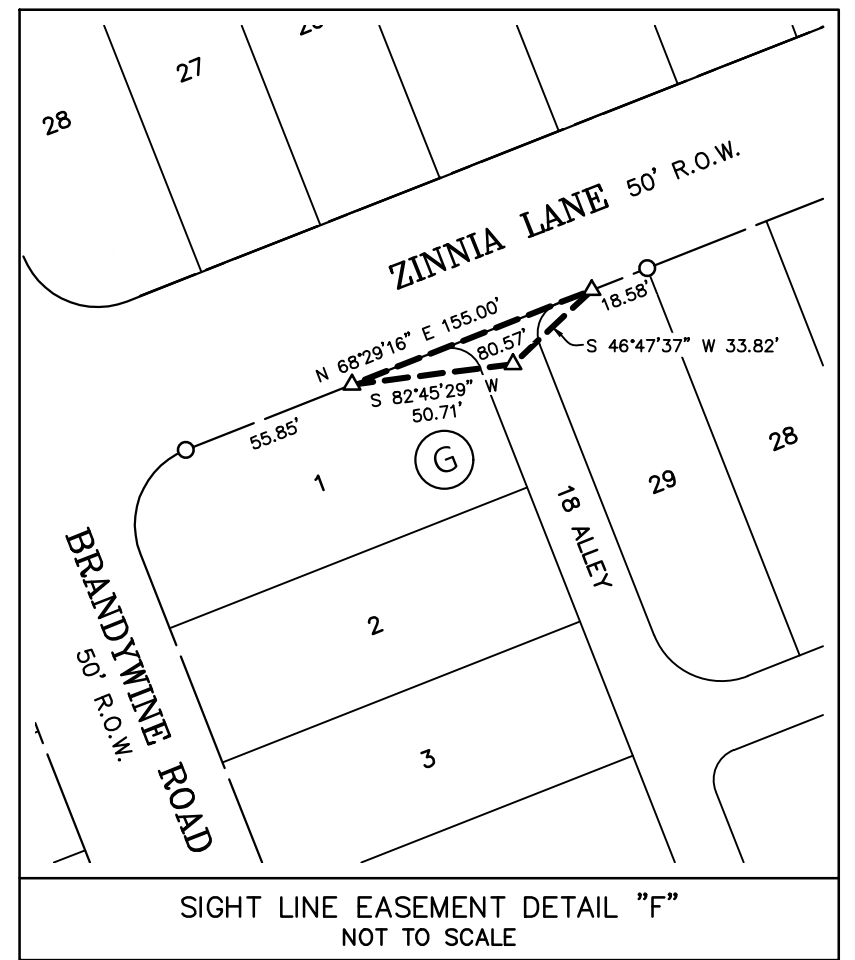 27
28
ZINNIA LANE 50' R.O.W.
N 68°29'16" E 155.00'
18.58'
80.57'
S 46°47'37" W 33.82'
S 82°45'29" W
50.71'
55.85'
G
1
29
28
18 ALLEY
2
BRANDYWINE ROAD
50' R.O.W.
3
SIGHT LINE EASEMENT DETAIL "F"
NOT TO SCALE